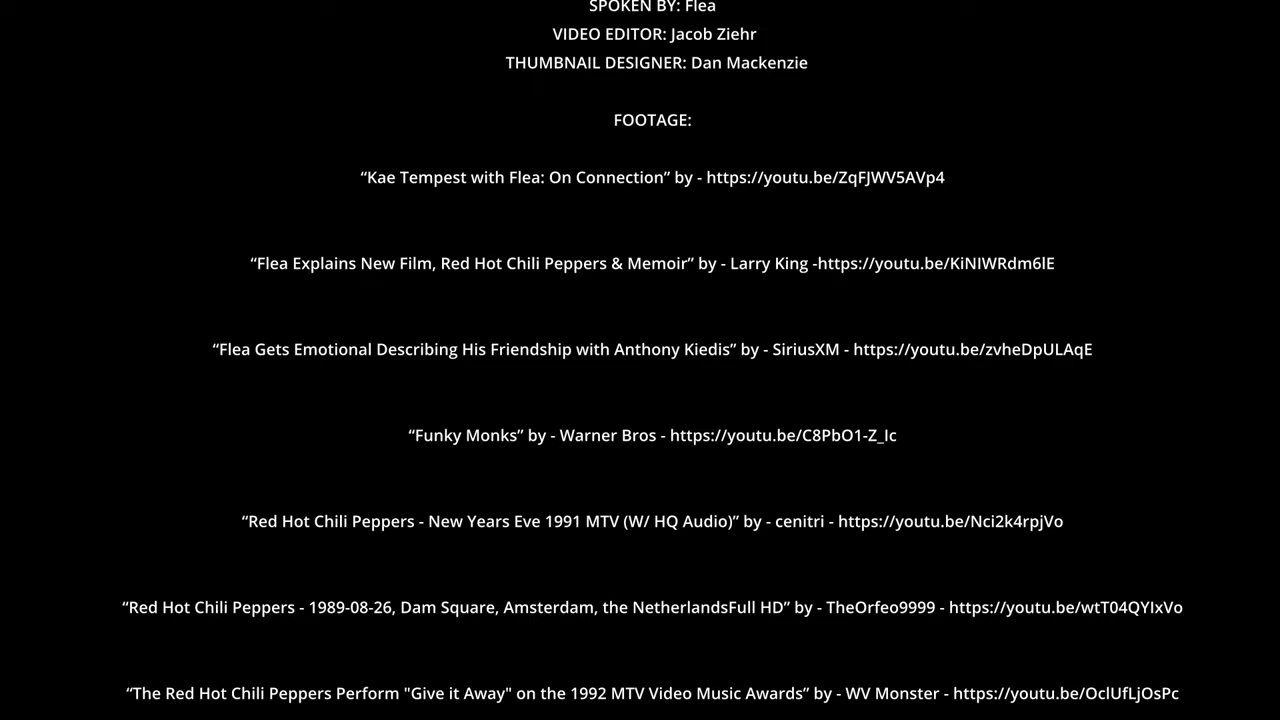 SPOKEN BY: Flea
VIDEO EDITOR: Jacob Ziehr
THUMBNAIL DESIGNER: Dan Mackenzie
FOOTAGE:
“Kae Tempest with Flea: On Connection” by - https://youtu.be/ZqFJWV5AVp4
“Flea Explains New Film, Red Hot Chili Peppers & Memoir” by - Larry King -https://youtu.be/KiNIWRdm6lE
“Flea Gets Emotional Describing His Friendship with Anthony Kiedis” by - SiriusXM - https://youtu.be/zvheDpULAqE
“Funky Monks” by - Warner Bros - https://youtu.be/C8PbO1-Z_Ic
“Red Hot Chili Peppers - New Years Eve 1991 MTV (W/ HQ Audio)” by - cenitri - https://youtu.be/Nci2k4rpjVo
“Red Hot Chili Peppers - 1989-08-26, Dam Square, Amsterdam, the NetherlandsFull HD” by - TheOrfeo9999 - https://youtu.be/wtT04QYIxVo
“The Red Hot Chili Peppers Perform "Give it Away" on the 1992 MTV Video Music Awards” by - WV Monster - https://youtu.be/OclUfLjOsPc